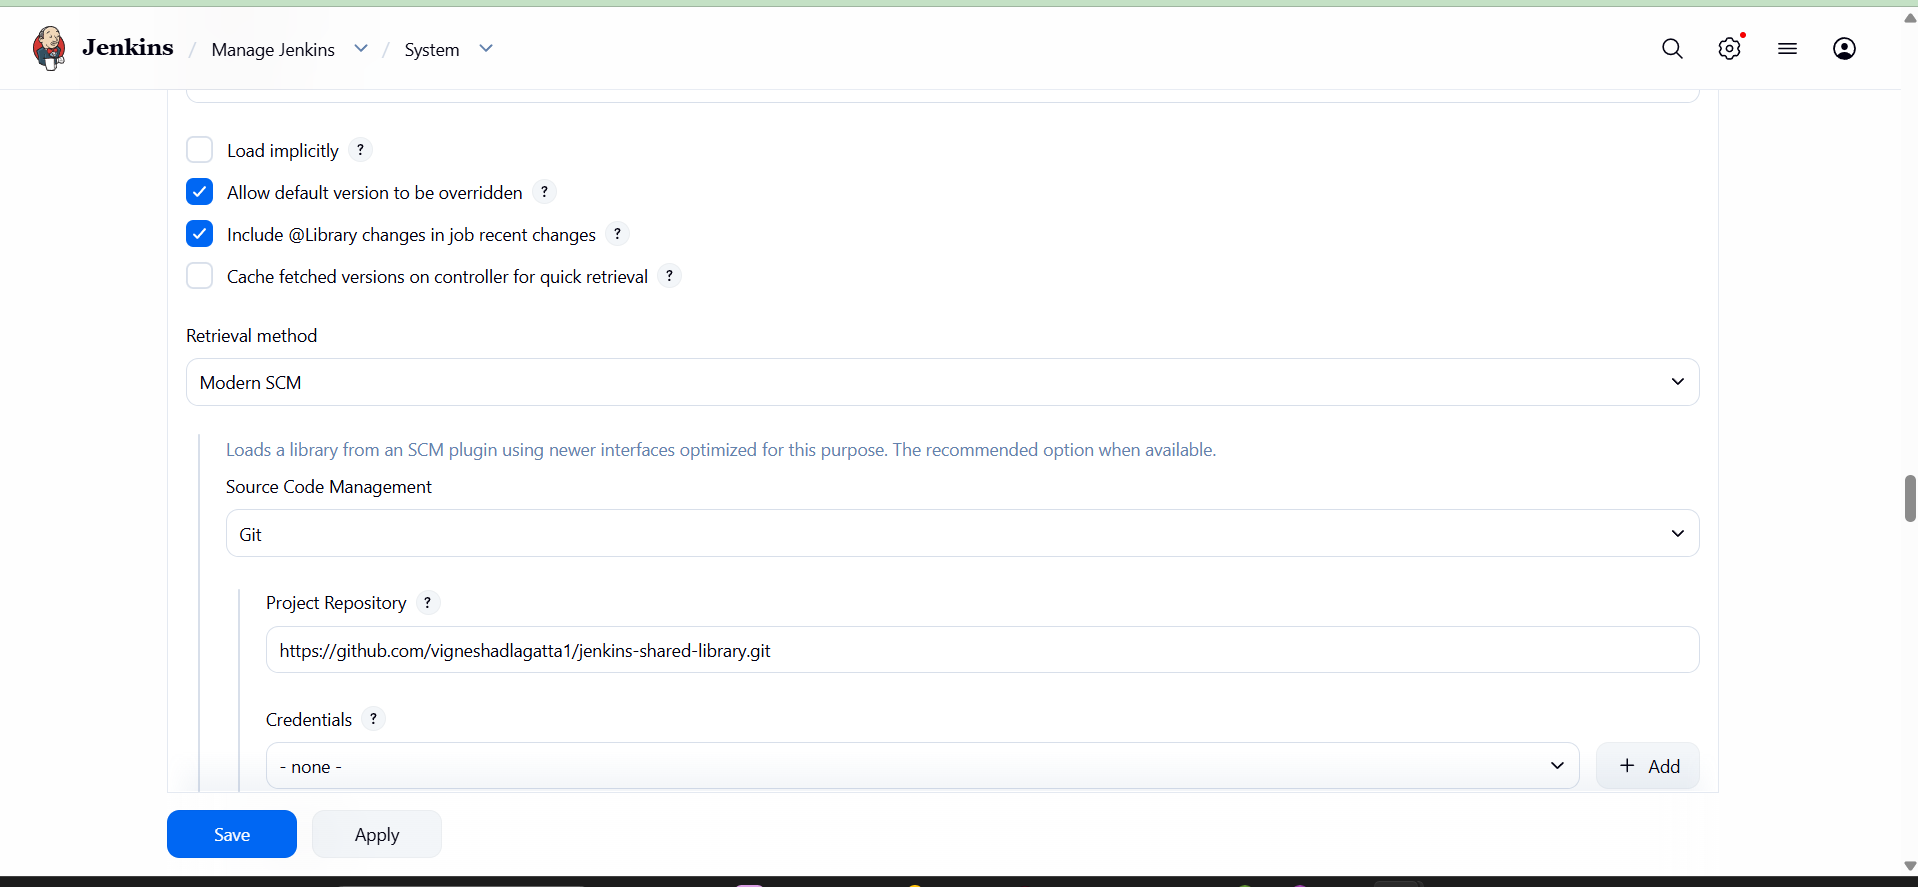 Jenkins / Manage Jenkins / System
Load implicitly ?
Allow default version to be overridden ?
Include @Library changes in job recent changes ?
Cache fetched versions on controller for quick retrieval ?
Retrieval method
Modern SCM
Loads a library from an SCM plugin using newer interfaces optimized for this purpose. The recommended option when available.
Source Code Management
Git
Project Repository ?
https://github.com/vigneshadlagatta1/jenkins-shared-library.git
Credentials ?
- none -
+ Add
Save
Apply